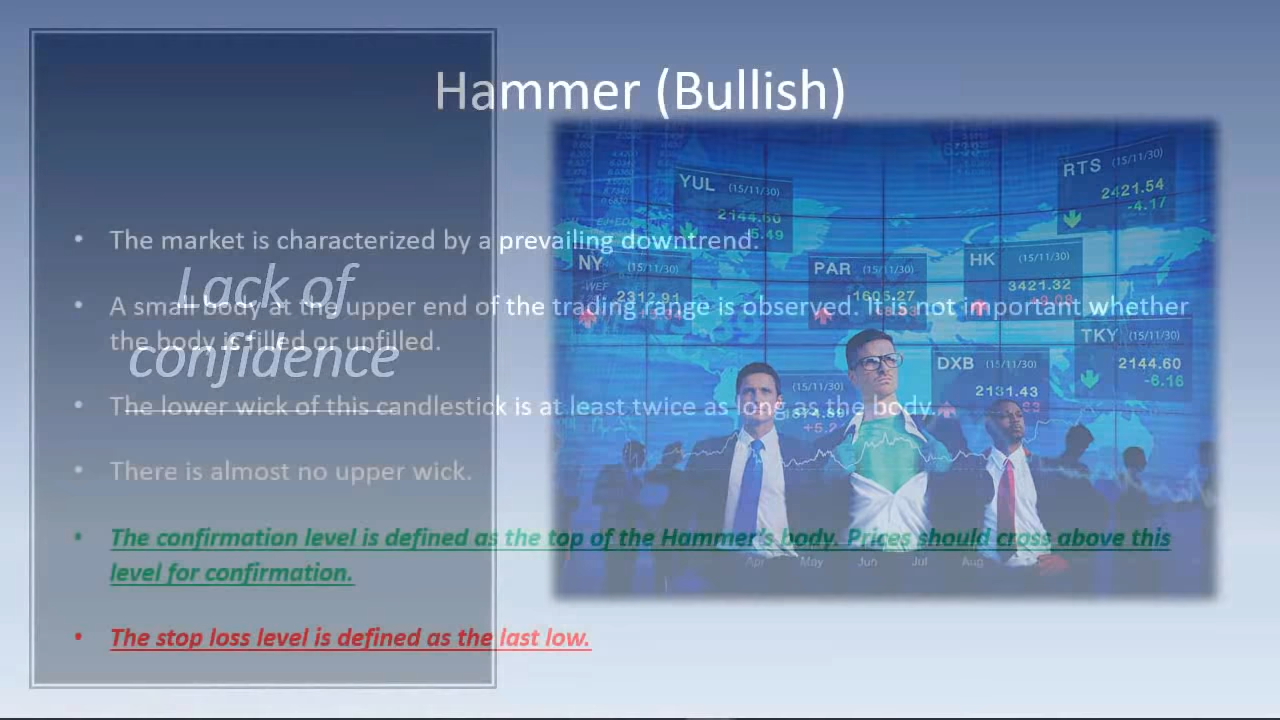 Hammer (Bullish)
• The market is characterized by a prevailing downtrend.
• A small body at the upper end of the trading range is observed. It is not important whether
the body is filled or unfilled.
• The lower wick of this candlestick is at least twice as long as the body.
• There is almost no upper wick.
• The confirmation level is defined as the top of the Hammer's body. Prices should cross above this
level for confirmation.
• The stop loss level is defined as the last low.
Lack of
confidence
YUL (15/11/30)
2144.60
5.49
RTS (15/11/30)
2421.54
-4.17
NY (15/11/30)
2312.91
PAR (15/11/30)
1605.27
HK (15/11/30)
3421.32
TKY (15/11/30)
2144.60
-6.16
DXB (15/11/30)
2131.43
(15/11/30)
Apr May Jun Jul Aug